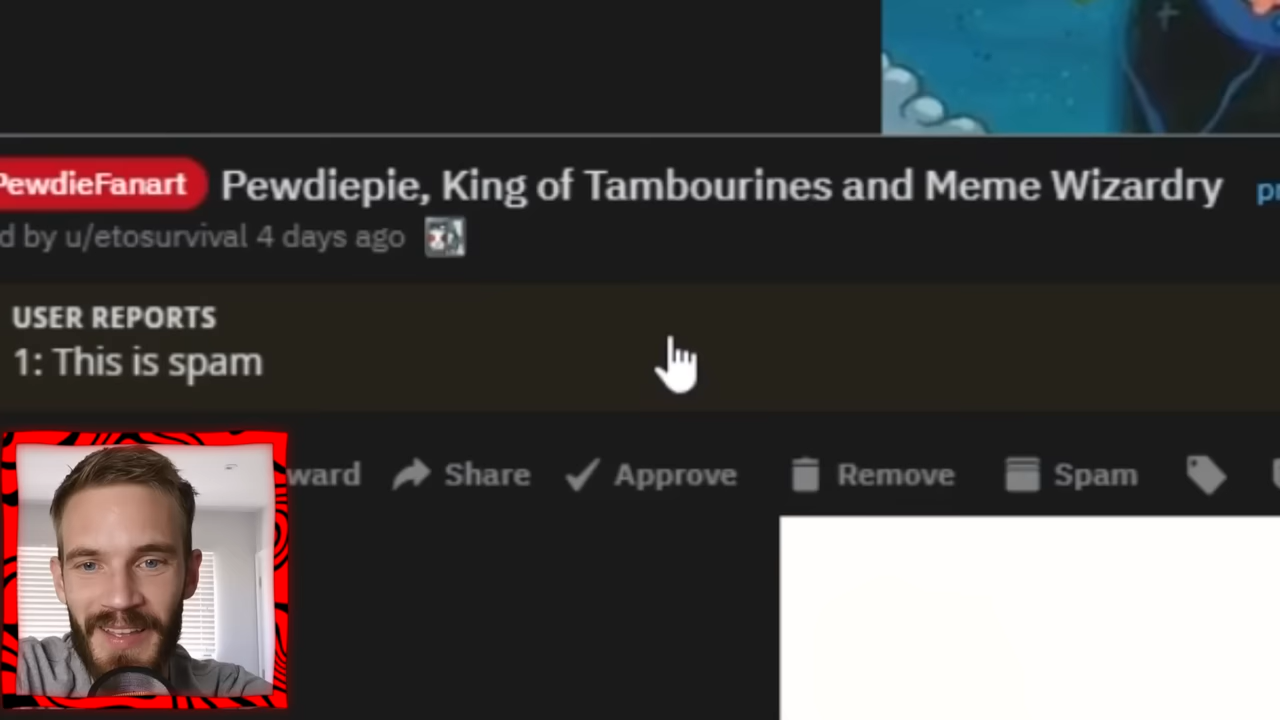 PewdieFanart Pewdiepie, King of Tambourines and Meme Wizardry
d by u/etosurvival 4 days ago
USER REPORTS
1: This is spam
ward Share Approve Remove Spam